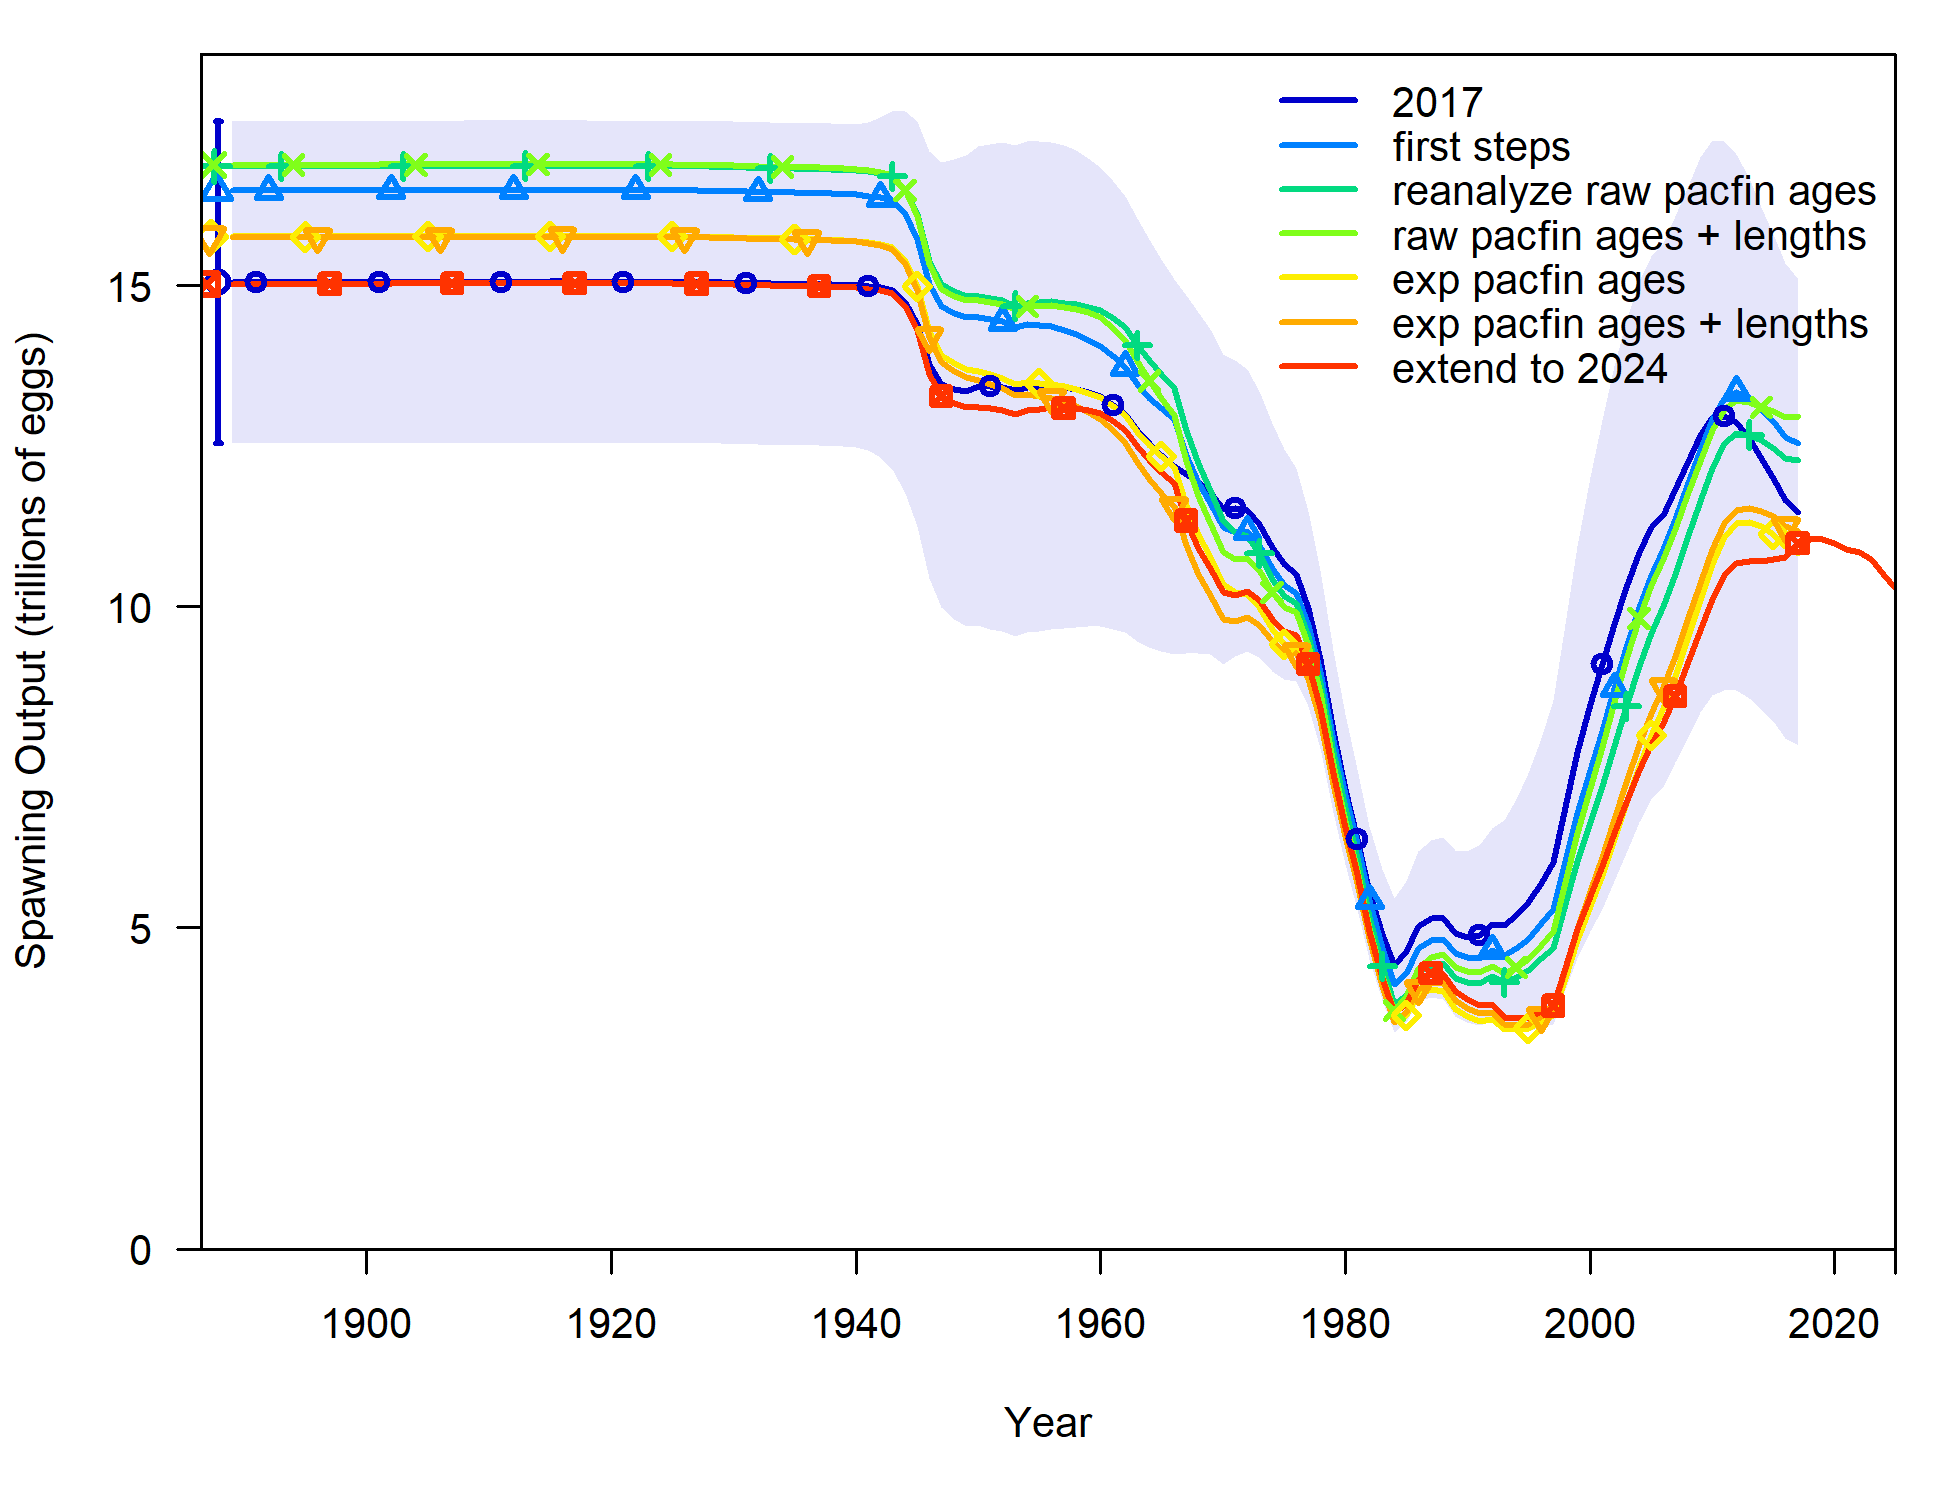 2017
first steps
reanalyze raw pacfin ages
raw pacfin ages + lengths
exp pacfin ages
exp pacfin ages + lengths
extend to 2024
Spawning Output (trillions of eggs)
15
10
5
0
1900 1920 1940 1960 1980 2000 2020
Year